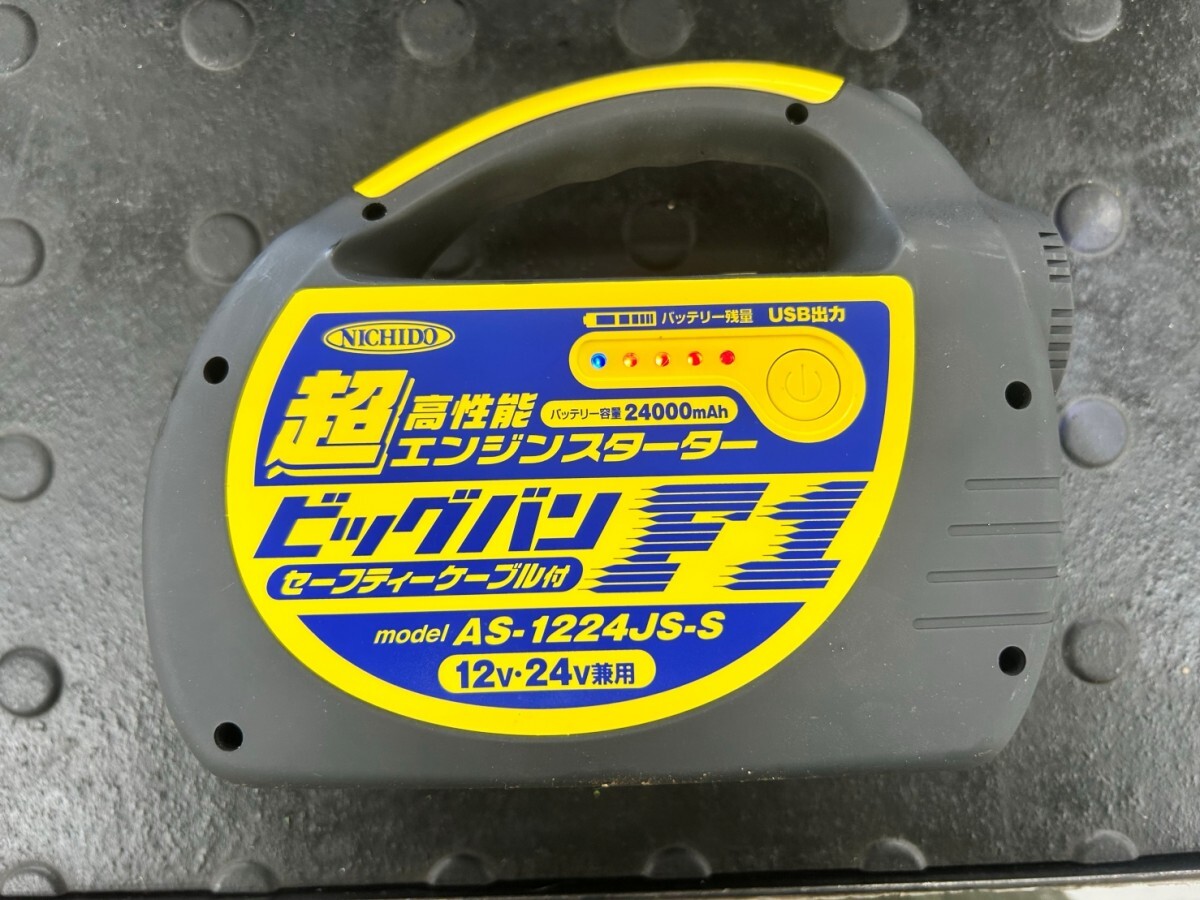 バッテリー残量 USB出力
NICHIDO
超高性能 バッテリー容量 24000mAh
エンジンスターター
ビッグバン F1
セーフティーケーブル付
model AS-1224JS-S
12V・24V兼用